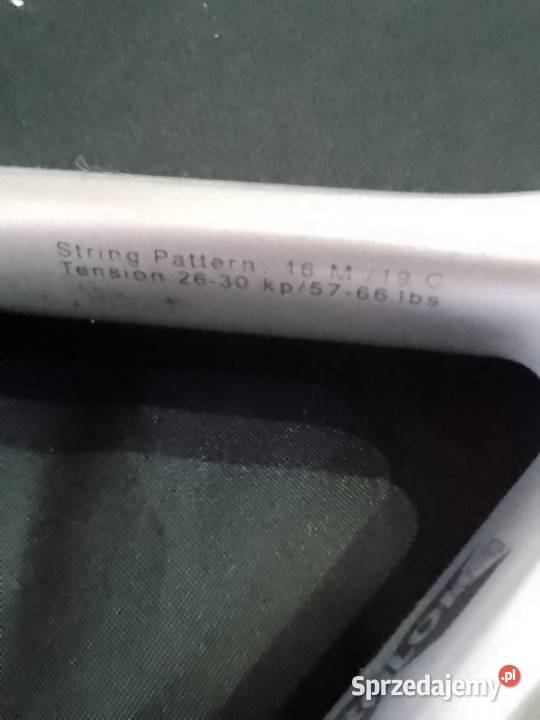 String Pattern: 16 M /19 C
Tension: 26-30 kp/57-66 lbs
Sprzedajemy.pl